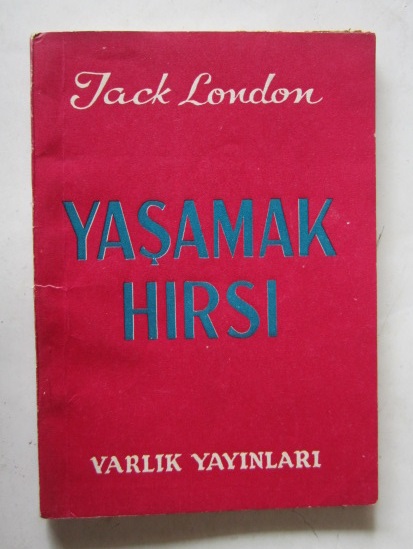 Jack London
YAŞAMAK
HIRSI
VARLIK YAYINLARI